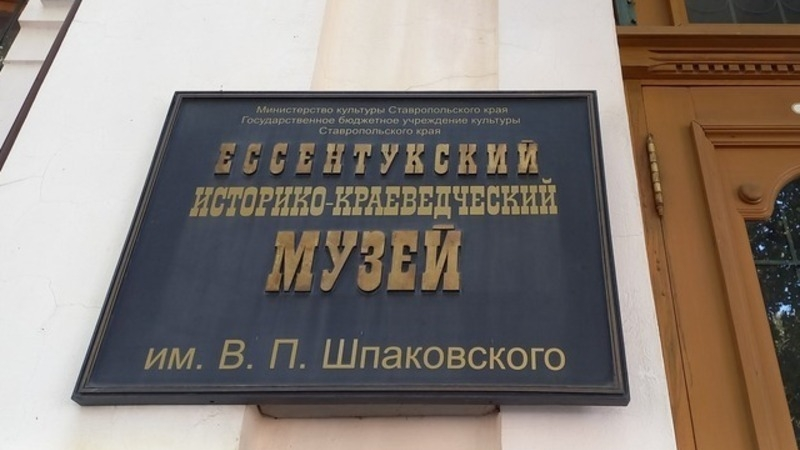 Министерство культуры Ставропольского края
Государственное бюджетное учреждение культуры
Ставропольского края
ЕССЕНТУКСКИЙ
ИСТОРИКО-КРАЕВЕДЧЕСКИЙ
МУЗЕЙ
им. В. П. Шпаковского